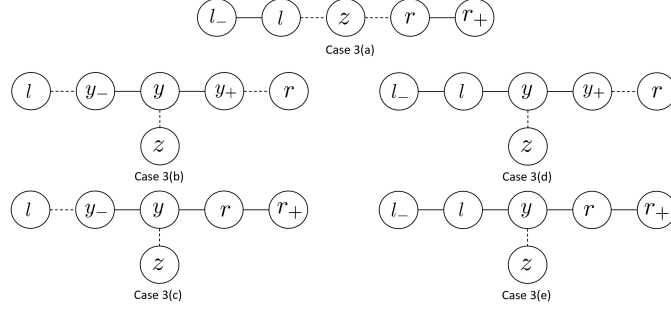 l₋ l z r r₊
Case 3(a)
l y₋ y y₊ r
z
Case 3(b)
l₋ l y y₊ r
z
Case 3(d)
l y₋ y r r₊
z
Case 3(c)
l₋ l y r r₊
z
Case 3(e)